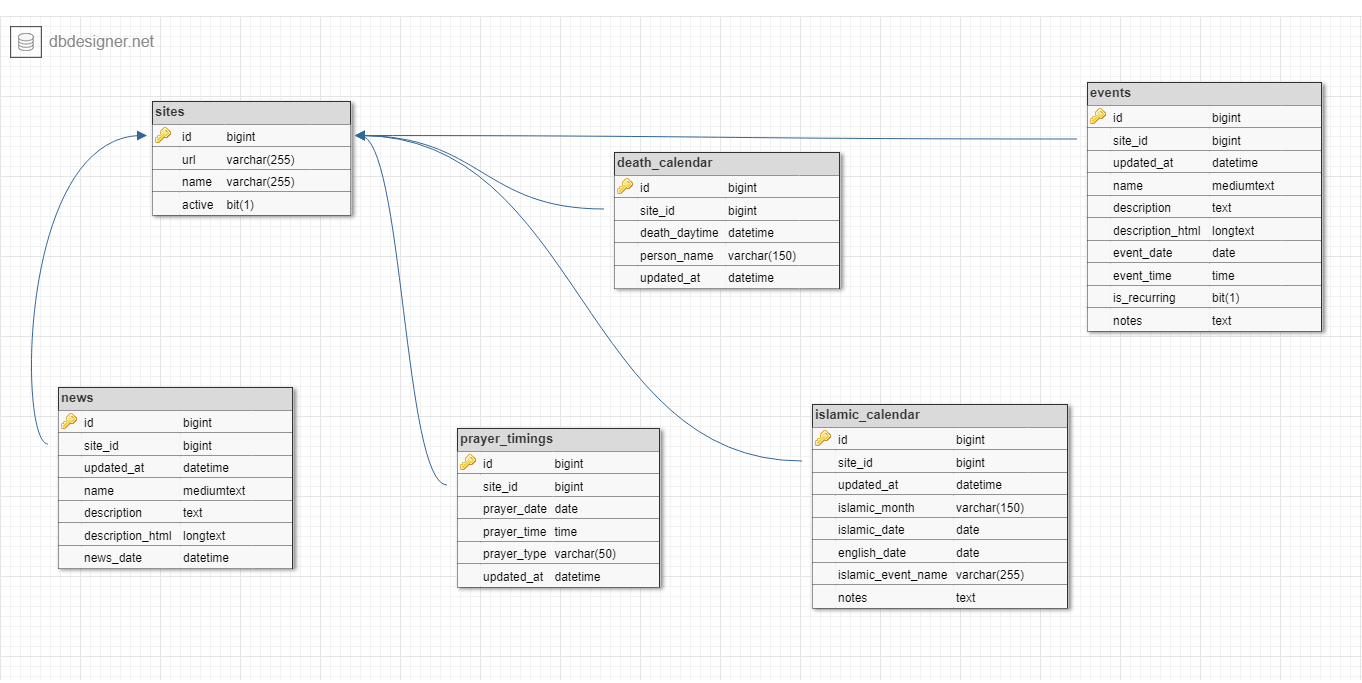 dbdesigner.net
sites
id bigint
url varchar(255)
name varchar(255)
active bit(1)
death_calendar
id bigint
site_id bigint
death_daytime datetime
person_name varchar(150)
updated_at datetime
events
id bigint
site_id bigint
updated_at datetime
name mediumtext
description text
description_html longtext
event_date date
event_time time
is_recurring bit(1)
notes text
news
id bigint
site_id bigint
updated_at datetime
name mediumtext
description text
description_html longtext
news_date datetime
prayer_timings
id bigint
site_id bigint
prayer_date date
prayer_time time
prayer_type varchar(50)
updated_at datetime
islamic_calendar
id bigint
site_id bigint
updated_at datetime
islamic_month varchar(150)
islamic_date date
english_date date
islamic_event_name varchar(255)
notes text